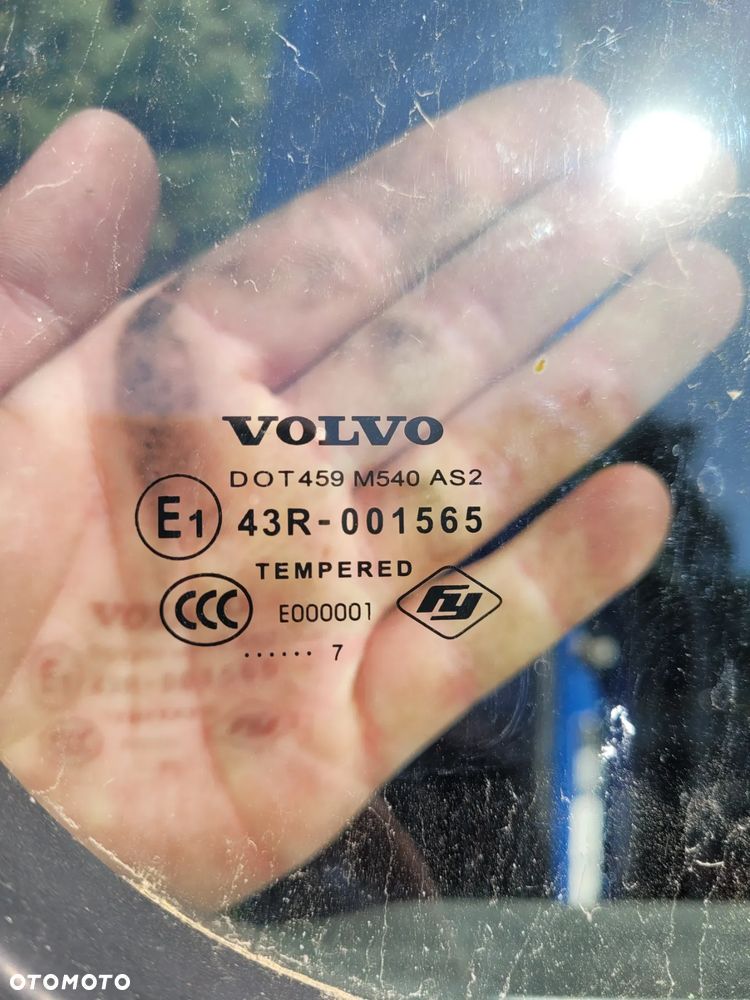 VOLVO
DOT459 M540 AS2
E1 43R-001565
TEMPERED
CCC E000001 FY
...... 7
OTOMOTO